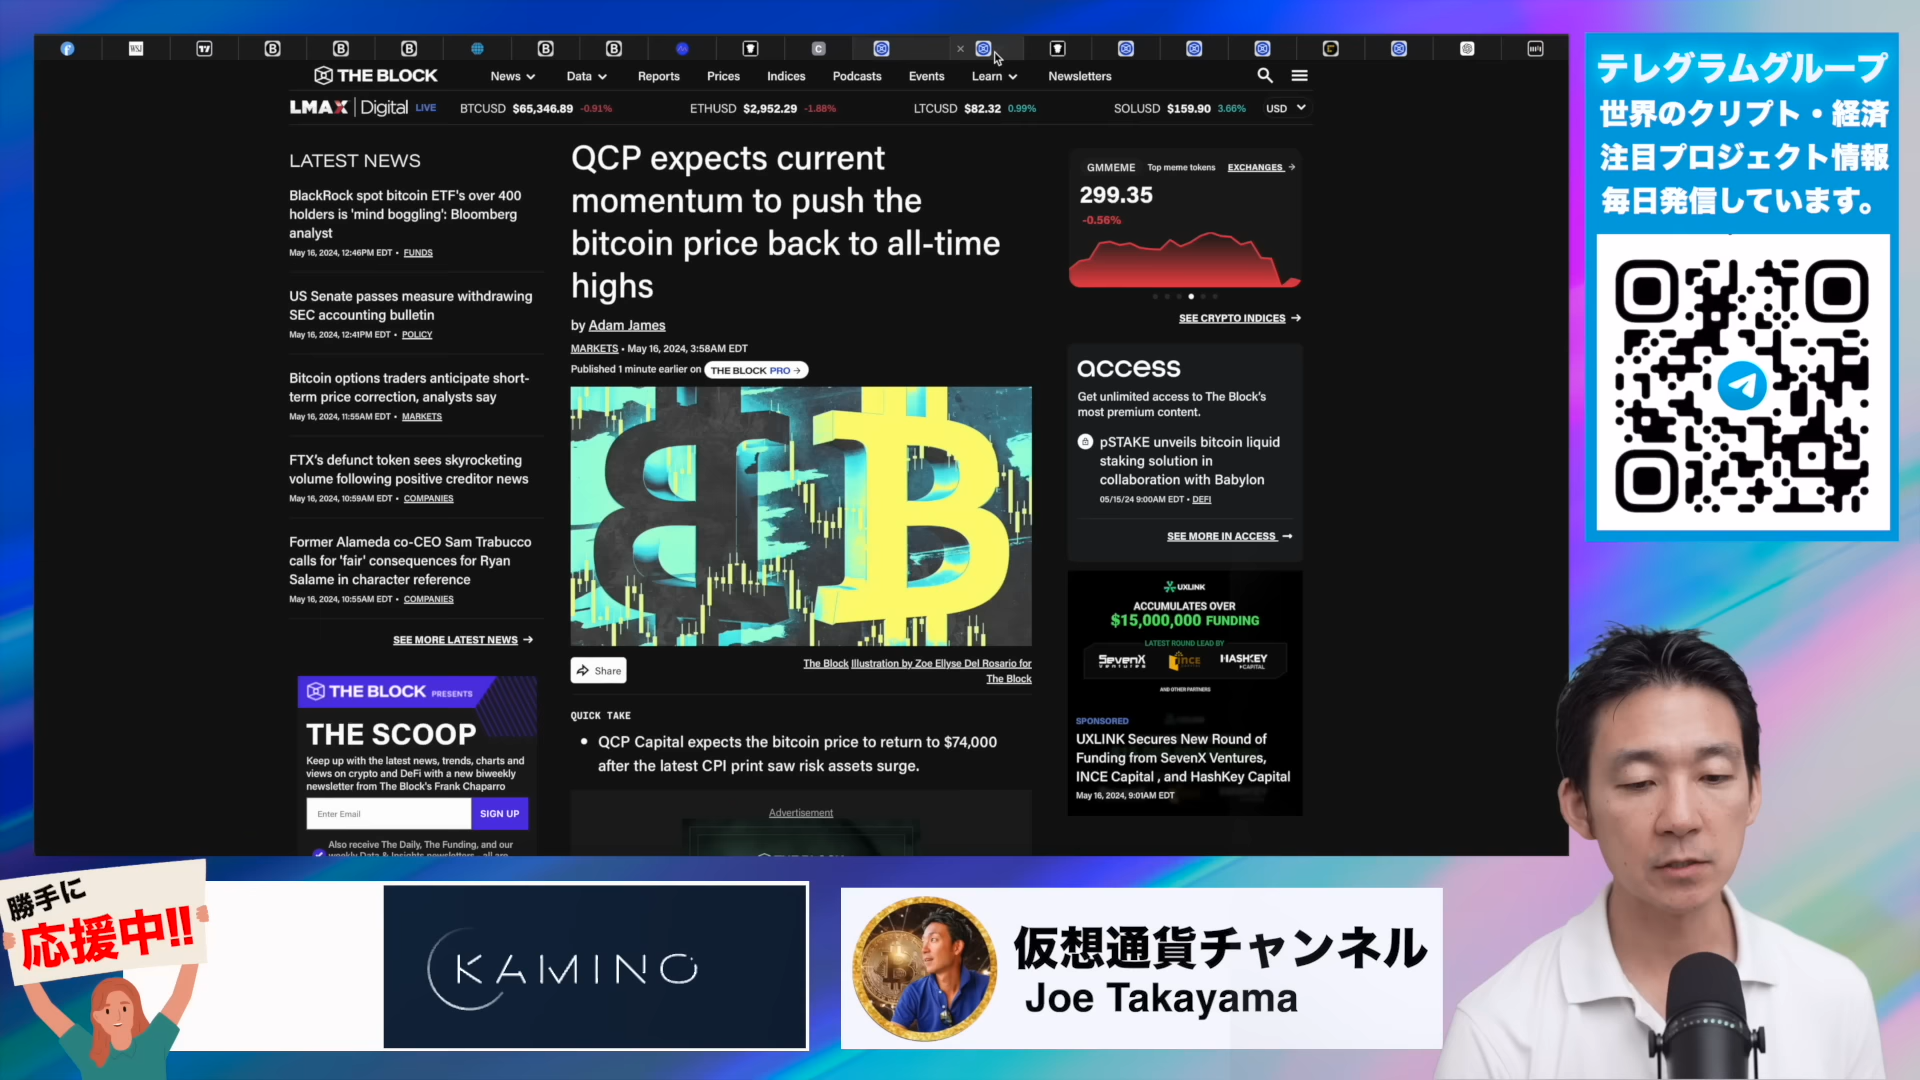 THE BLOCK
News
Data
Reports
Prices
Indices
Podcasts
Events
Learn
Newsletters
LMAX Digital LIVE
BTCUSD $65,346.89 -0.91%
ETHUSD $2,952.29 -1.88%
LTCUSD $82.32 0.99%
SOLUSD $159.90 3.66%
USD
LATEST NEWS
BlackRock spot bitcoin ETF's over 400
holders is 'mind boggling': Bloomberg
analyst
May 16, 2024, 12:46PM EDT • FUNDS
US Senate passes measure withdrawing
SEC accounting bulletin
May 16, 2024, 12:41PM EDT • POLICY
Bitcoin options traders anticipate short-
term price correction, analysts say
May 16, 2024, 11:55AM EDT • MARKETS
FTX's defunct token sees skyrocketing
volume following positive creditor news
May 16, 2024, 10:59AM EDT • COMPANIES
Former Alameda co-CEO Sam Trabucco
calls for 'fair' consequences for Ryan
Salame in character reference
May 16, 2024, 10:55AM EDT • COMPANIES
SEE MORE LATEST NEWS →
THE BLOCK PRESENTS
THE SCOOP
Keep up with the latest news, trends, charts and
views on crypto and DeFi with a new biweekly
newsletter from The Block's Frank Chaparro
Enter Email
SIGN UP
Also receive The Daily, The Funding, and our
weekly Data & Insights newsletters - all are
QCP expects current
momentum to push the
bitcoin price back to all-time
highs
by Adam James
MARKETS • May 16, 2024, 3:58AM EDT
Published 1 minute earlier on THE BLOCK PRO →
Share
The Block Illustration by Zoe Ellyse Del Rosario for
The Block
QUICK TAKE
• QCP Capital expects the bitcoin price to return to $74,000
after the latest CPI print saw risk assets surge.
Advertisement
GMMEME Top meme tokens EXCHANGES →
299.35
-0.56%
SEE CRYPTO INDICES →
access
Get unlimited access to The Block's
most premium content.
pSTAKE unveils bitcoin liquid
staking solution in
collaboration with Babylon
05/15/24 9:00AM EDT • DEFI
SEE MORE IN ACCESS →
UXLINK
ACCUMULATES OVER
$15,000,000 FUNDING
LATEST ROUND LEAD BY
SevenX VENTURES
INCE CAPITAL
HASHKEY CAPITAL
AND OTHER PARTNERS
SPONSORED
UXLINK Secures New Round of
Funding from SevenX Ventures,
INCE Capital , and HashKey Capital
May 16, 2024, 9:01AM EDT
テレグラムグループ
世界のクリプト・経済
注目プロジェクト情報
毎日発信しています。
勝手に
応援中!!
KAMINO
仮想通貨チャンネル
Joe Takayama